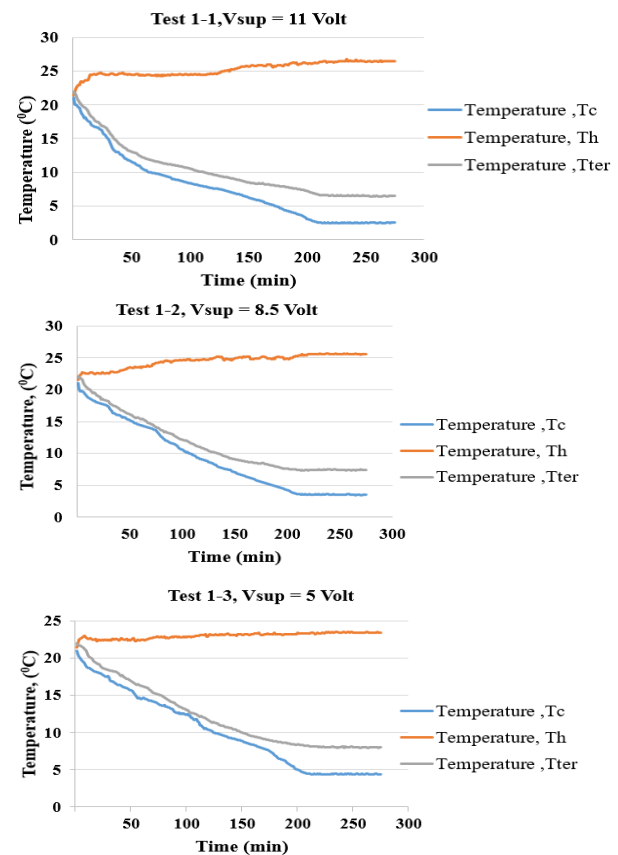 Test 1-1,Vsup = 11 Volt
Temperature (⁰C)
30
25
20
15
10
5
0
50 100 150 200 250 300
Time (min)
Temperature ,Tc
Temperature, Th
Temperature ,Tter
Test 1-2, Vsup = 8.5 Volt
Temperature, (⁰C)
30
25
20
15
10
5
0
50 100 150 200 250 300
Time (min)
Temperature ,Tc
Temperature, Th
Temperature ,Tter
Test 1-3, Vsup = 5 Volt
Temperature, (⁰C)
25
20
15
10
5
0
50 100 150 200 250 300
Time (min)
Temperature ,Tc
Temperature, Th
Temperature ,Tter